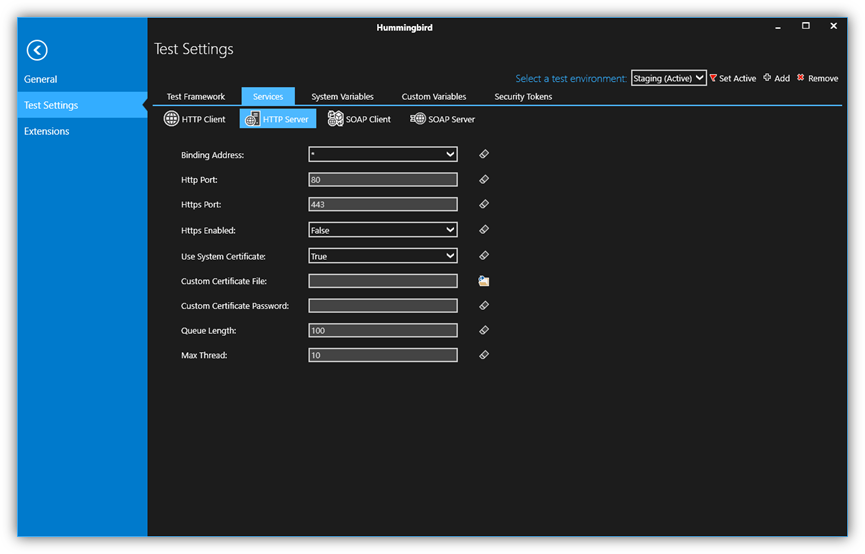 Hummingbird
Test Settings
General
Test Settings
Extensions
Select a test environment: Staging (Active) Set Active Add Remove
Test Framework Services System Variables Custom Variables Security Tokens
HTTP Client HTTP Server SOAP Client SOAP Server
Binding Address: *
Http Port: 80
Https Port: 443
Https Enabled: False
Use System Certificate: True
Custom Certificate File:
Custom Certificate Password:
Queue Length: 100
Max Thread: 10